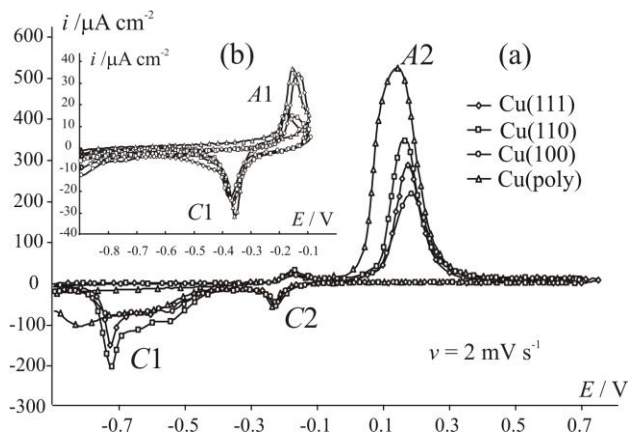 i /µA cm-2
(b)
A2
(a)
600
500
400
300
200
100
0
-100
-200
-300
40 i /µA cm-2
30
20
10
0
-10
-20
-30
-40
A1
C1
E / V
-0.8 -0.7 -0.6 -0.5 -0.4 -0.3 -0.2 -0.1
Cu(111)
Cu(110)
Cu(100)
Cu(poly)
C1
C2
v = 2 mV s-1
E / V
-0.7 -0.5 -0.3 -0.1 0.1 0.3 0.5 0.7